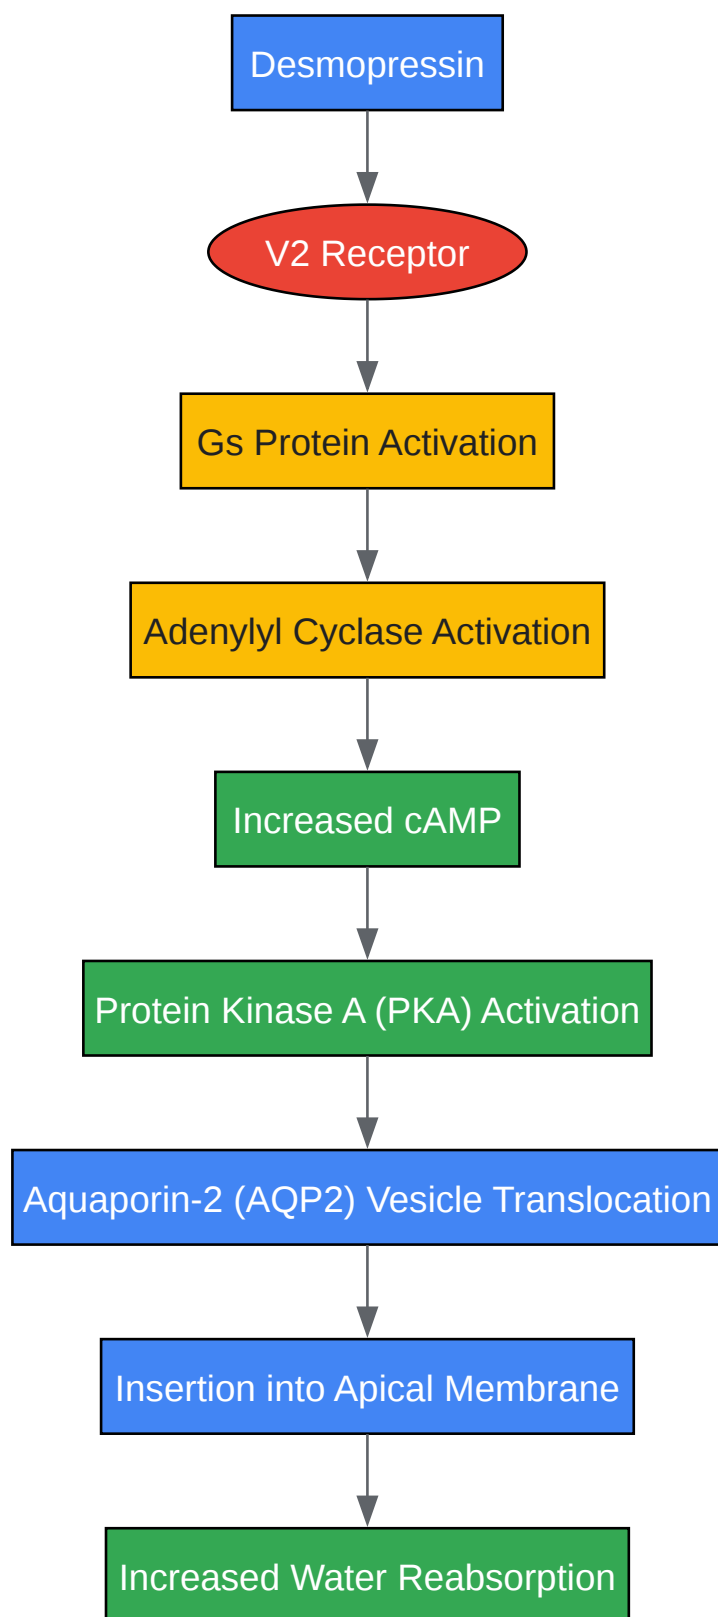 Desmopressin
V2 Receptor
Gs Protein Activation
Adenylyl Cyclase Activation
Increased cAMP
Protein Kinase A (PKA) Activation
Aquaporin-2 (AQP2) Vesicle Translocation
Insertion into Apical Membrane
Increased Water Reabsorption